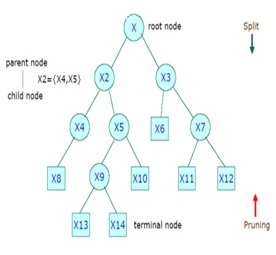 X root node
Split
parent node
X2={X4,X5}
child node
X2 X3
X4 X5 X6 X7
X8 X9 X10 X11 X12
X13 X14 terminal node
Pruning